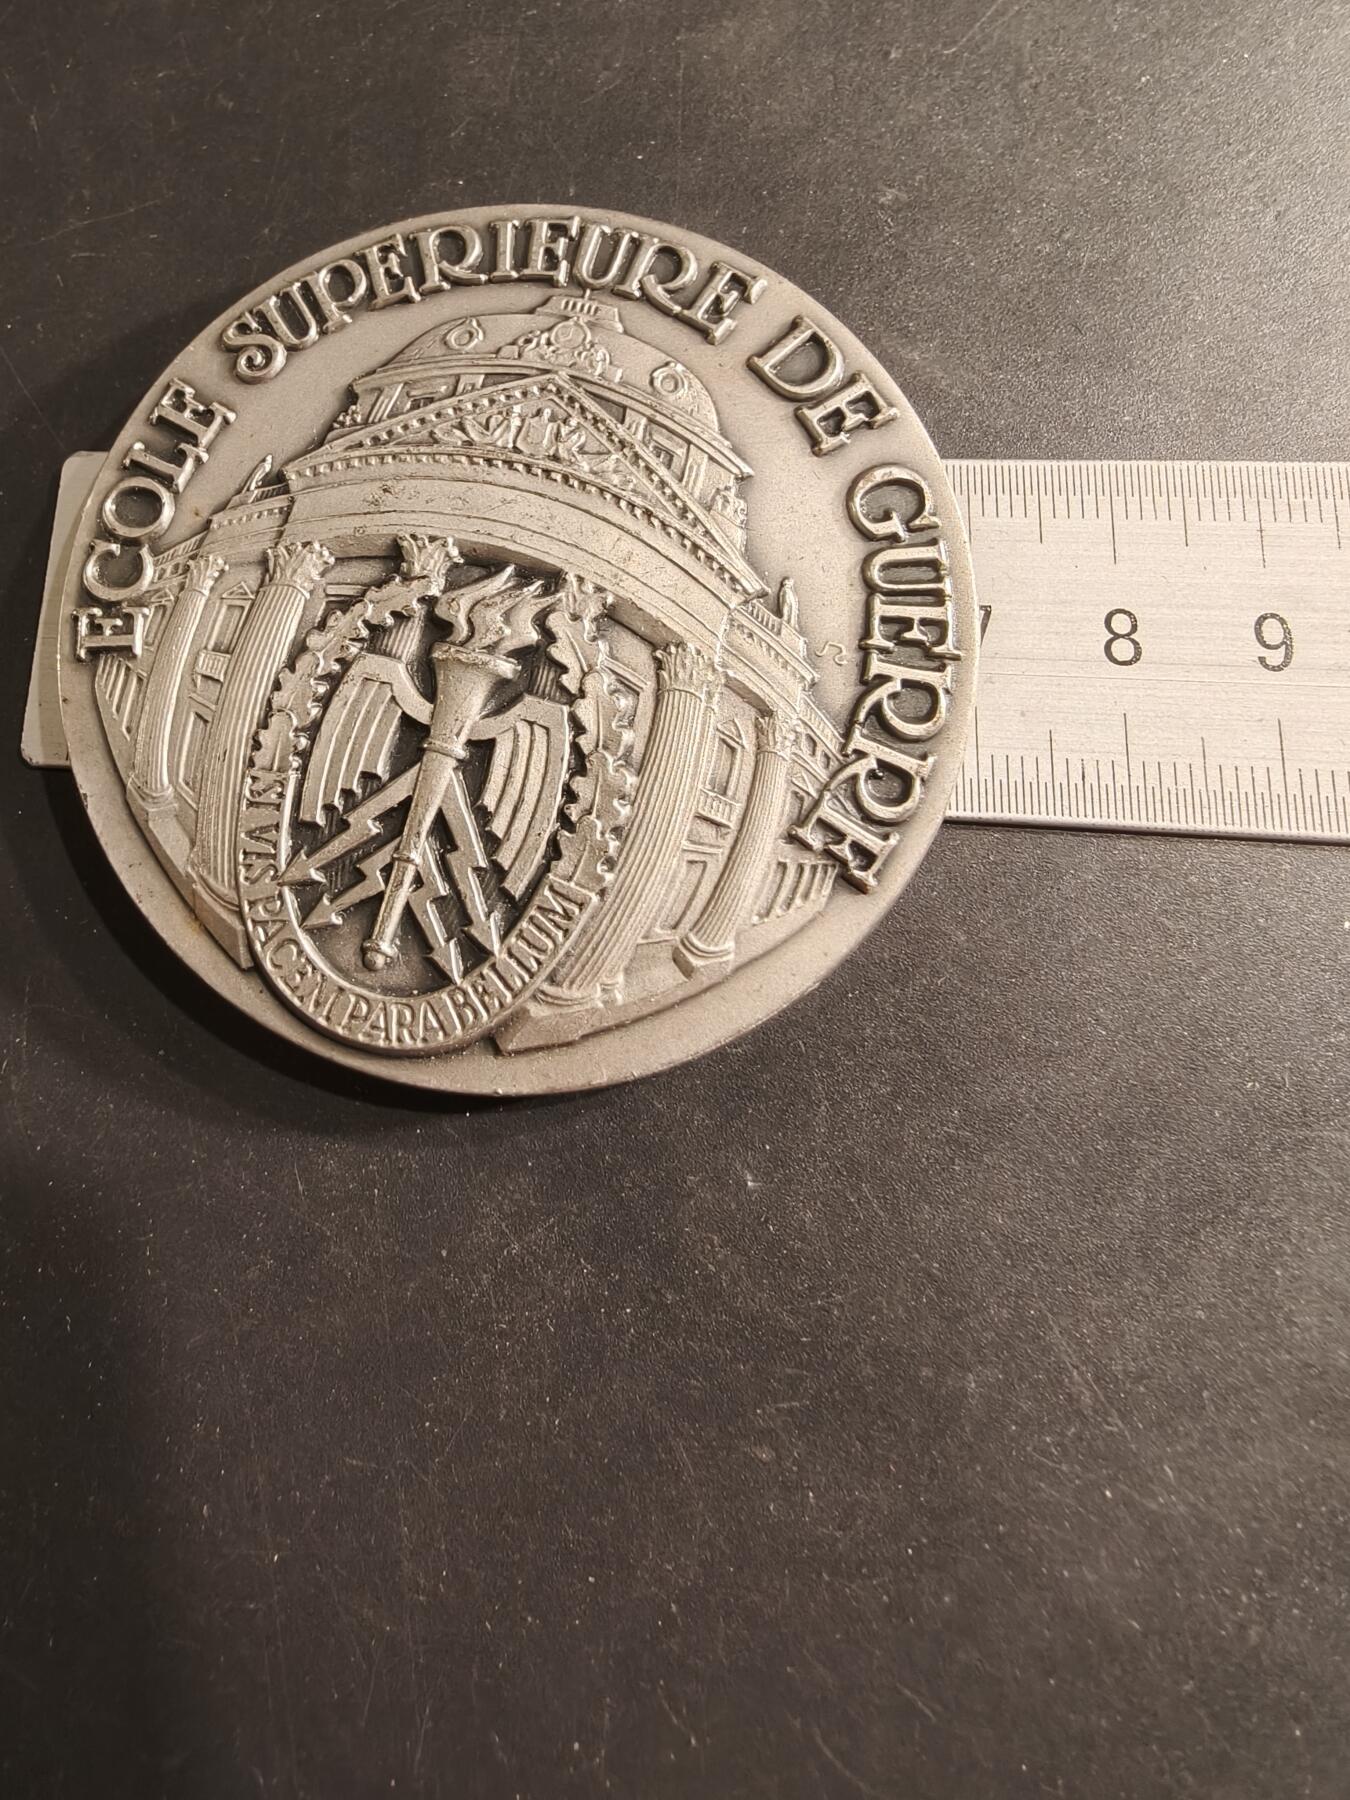 ECOLE SUPERIEURE DE GUERRE
SI VIS PACEM PARA BELLUM
8 9